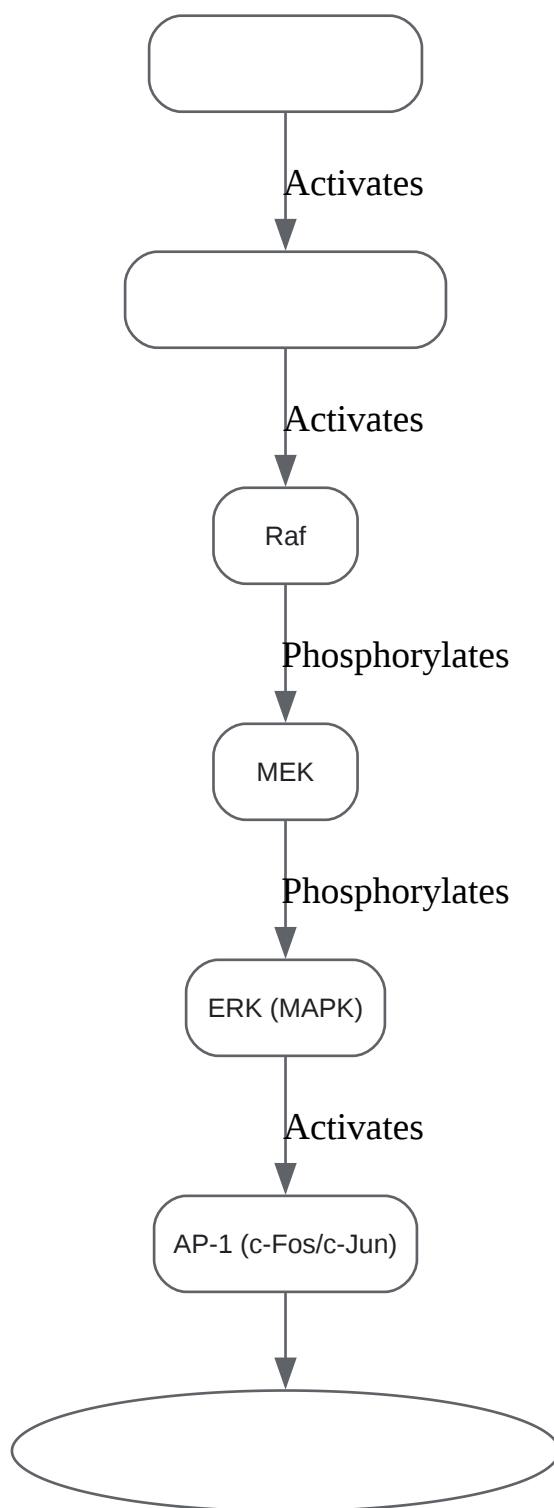 Activates
Activates
Raf
Phosphorylates
MEK
Phosphorylates
ERK (MAPK)
Activates
AP-1 (c-Fos/c-Jun)